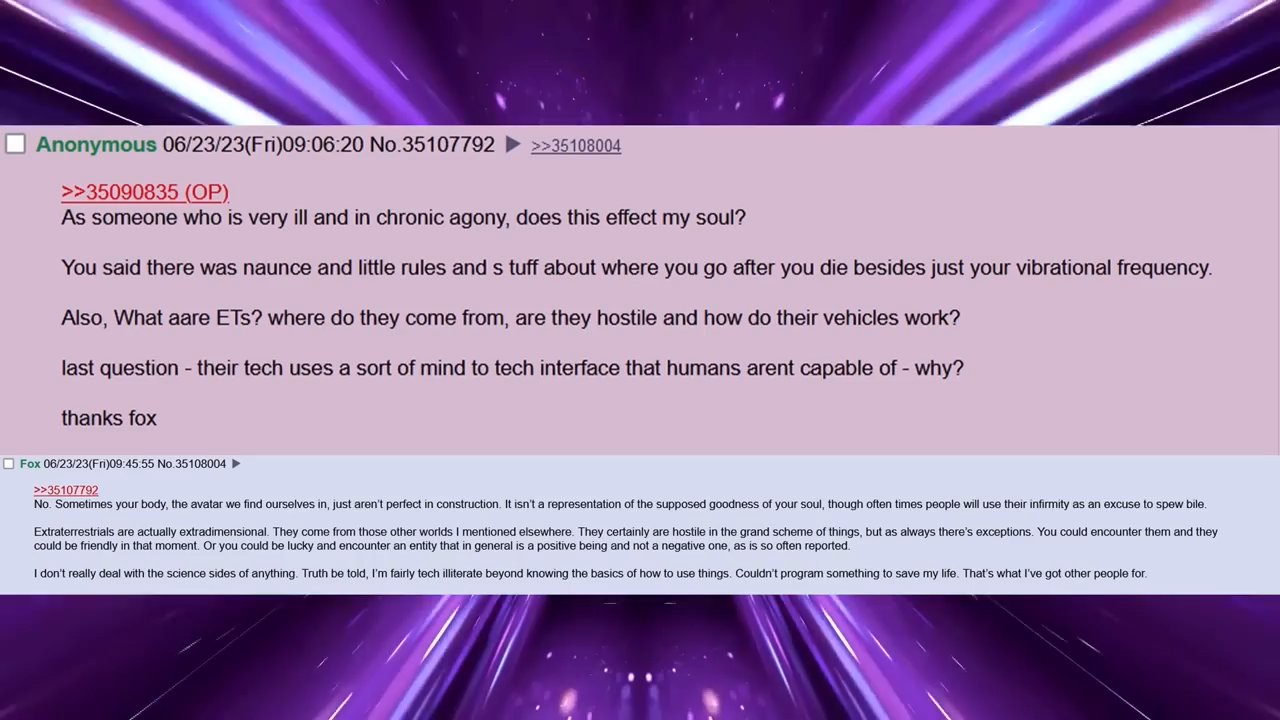 Anonymous 06/23/23(Fri)09:06:20 No.35107792 ▶ >>35108004
>>35090835 (OP)
As someone who is very ill and in chronic agony, does this effect my soul?
You said there was naunce and little rules and s tuff about where you go after you die besides just your vibrational frequency.
Also, What aare ETs? where do they come from, are they hostile and how do their vehicles work?
last question - their tech uses a sort of mind to tech interface that humans arent capable of - why?
thanks fox
Fox 06/23/23(Fri)09:45:55 No.35108004 ▶
>>35107792
No. Sometimes your body, the avatar we find ourselves in, just aren't perfect in construction. It isn't a representation of the supposed goodness of your soul, though often times people will use their infirmity as an excuse to spew bile.
Extraterrestrials are actually extradimensional. They come from those other worlds I mentioned elsewhere. They certainly are hostile in the grand scheme of things, but as always there's exceptions. You could encounter them and they
could be friendly in that moment. Or you could be lucky and encounter an entity that in general is a positive being and not a negative one, as is so often reported.
I don't really deal with the science sides of anything. Truth be told, I'm fairly tech illiterate beyond knowing the basics of how to use things. Couldn't program something to save my life. That's what I've got other people for.